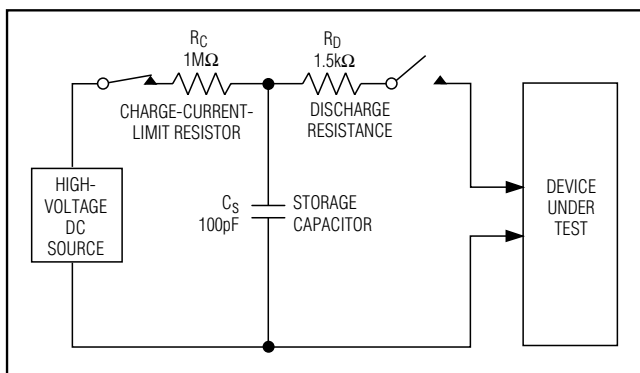 R_C
1MΩ
CHARGE-CURRENT-
LIMIT RESISTOR
R_D
1.5kΩ
DISCHARGE
RESISTANCE
HIGH-
VOLTAGE
DC
SOURCE
C_S
100pF
STORAGE
CAPACITOR
DEVICE
UNDER
TEST